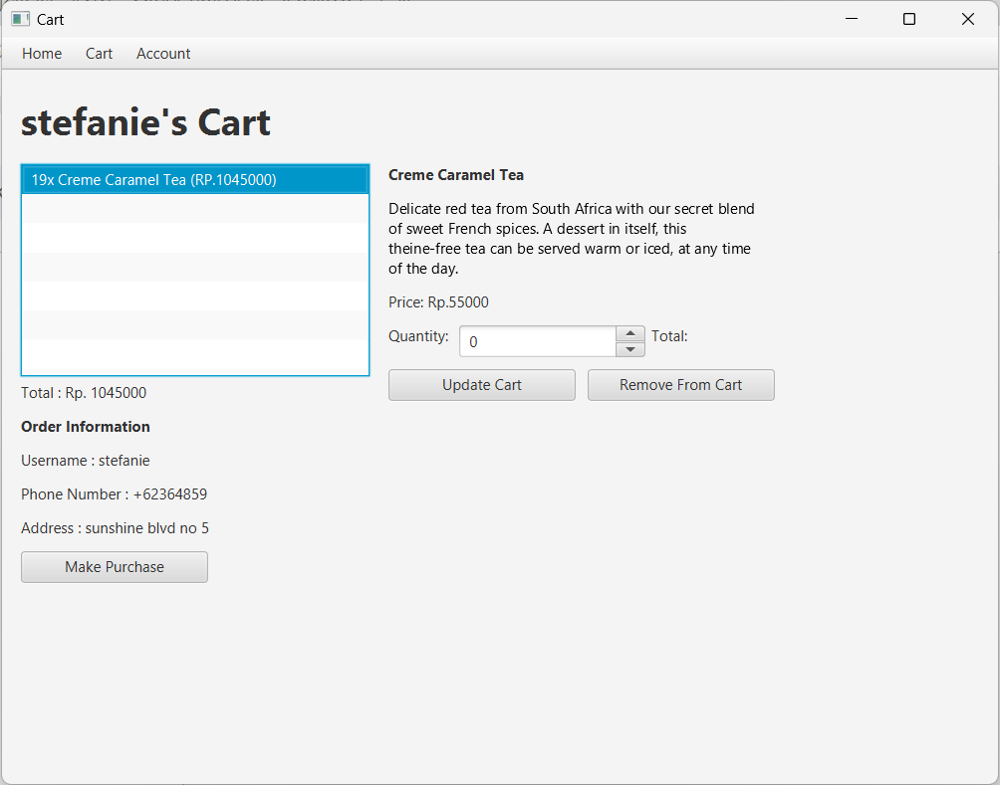 Cart
Home Cart Account
stefanie's Cart
19x Creme Caramel Tea (RP.1045000)
Total : Rp. 1045000
Order Information
Username : stefanie
Phone Number : +62364859
Address : sunshine blvd no 5
Make Purchase
Creme Caramel Tea
Delicate red tea from South Africa with our secret blend
of sweet French spices. A dessert in itself, this
theine-free tea can be served warm or iced, at any time
of the day.
Price: Rp.55000
Quantity: 0 Total:
Update Cart Remove From Cart